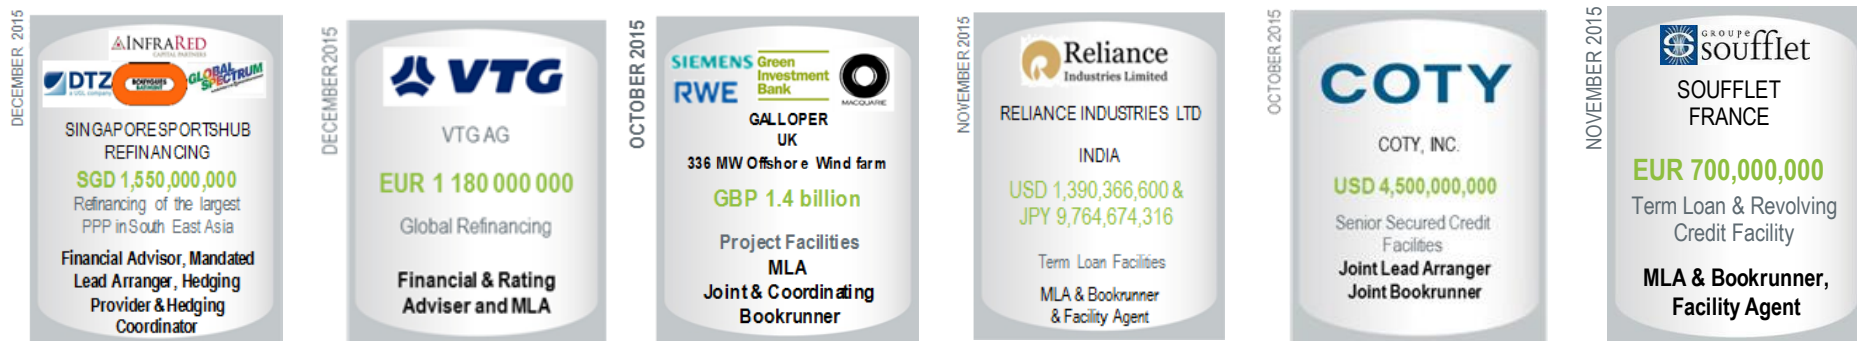 DECEMBER 2015
INFRARED
CAPITAL PARTNERS
DTZ
a UGL company
BOUYGUES
BATIMENT
GLOBAL
SPECTRUM
SINGAPORE SPORTSHUB
REFINANCING
SGD 1,550,000,000
Refinancing of the largest
PPP in South East Asia
Financial Advisor, Mandated
Lead Arranger, Hedging
Provider & Hedging
Coordinator
DECEMBER 2015
VTG
VTG AG
EUR 1 180 000 000
Global Refinancing
Financial & Rating
Adviser and MLA
OCTOBER 2015
SIEMENS
RWE
Green
Investment
Bank
MACQUARIE
GALLOPER
UK
336 MW Offshore Wind farm
GBP 1.4 billion
Project Facilities
MLA
Joint & Coordinating
Bookrunner
NOVEMBER 2015
Reliance
Industries Limited
RELIANCE INDUSTRIES LTD
INDIA
USD 1,390,366,600 &
JPY 9,764,674,316
Term Loan Facilities
MLA & Bookrunner
& Facility Agent
OCTOBER 2015
COTY
COTY, INC.
USD 4,500,000,000
Senior Secured Credit
Facilities
Joint Lead Arranger
Joint Bookrunner
NOVEMBER 2015
GROUPE
soufflet
SOUFFLET
FRANCE
EUR 700,000,000
Term Loan & Revolving
Credit Facility
MLA & Bookrunner,
Facility Agent